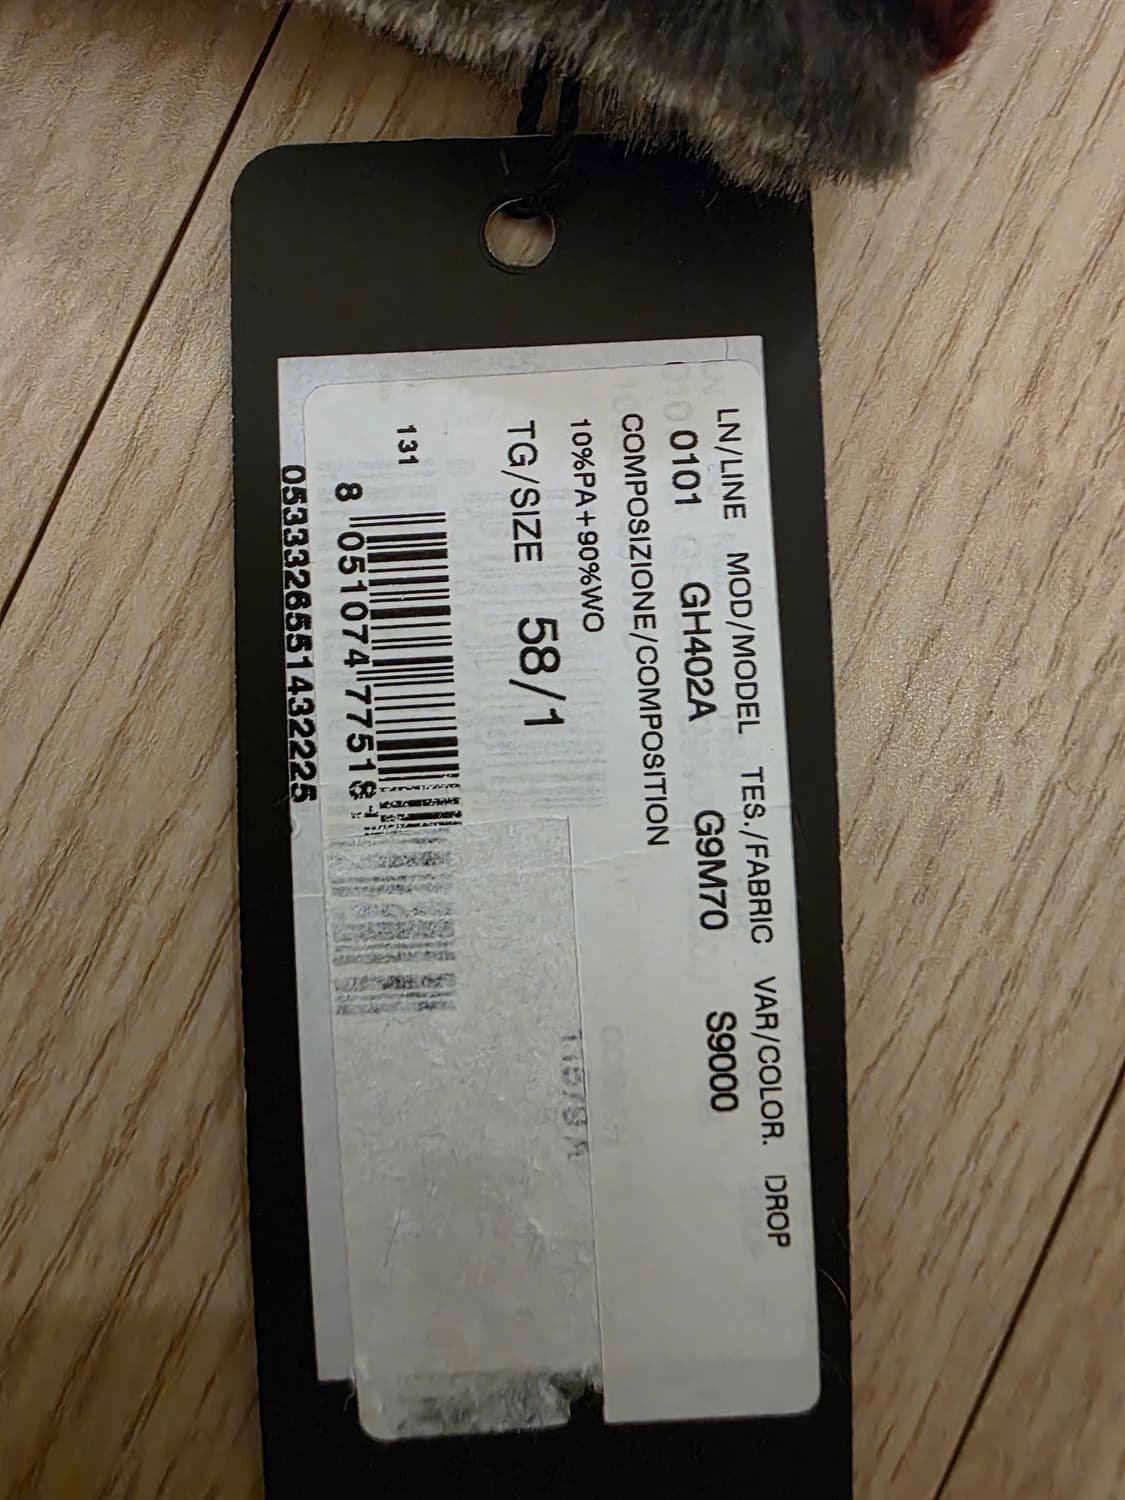 LN/LINE MOD/MODEL TES./FABRIC VAR/COLOR. DROP
0101 GH402A G9M70 S9000
COMPOSIZIONE/COMPOSITION
10%PA+90%WO
TG/SIZE 58/1
131
8 051074 775181
0533326551432225